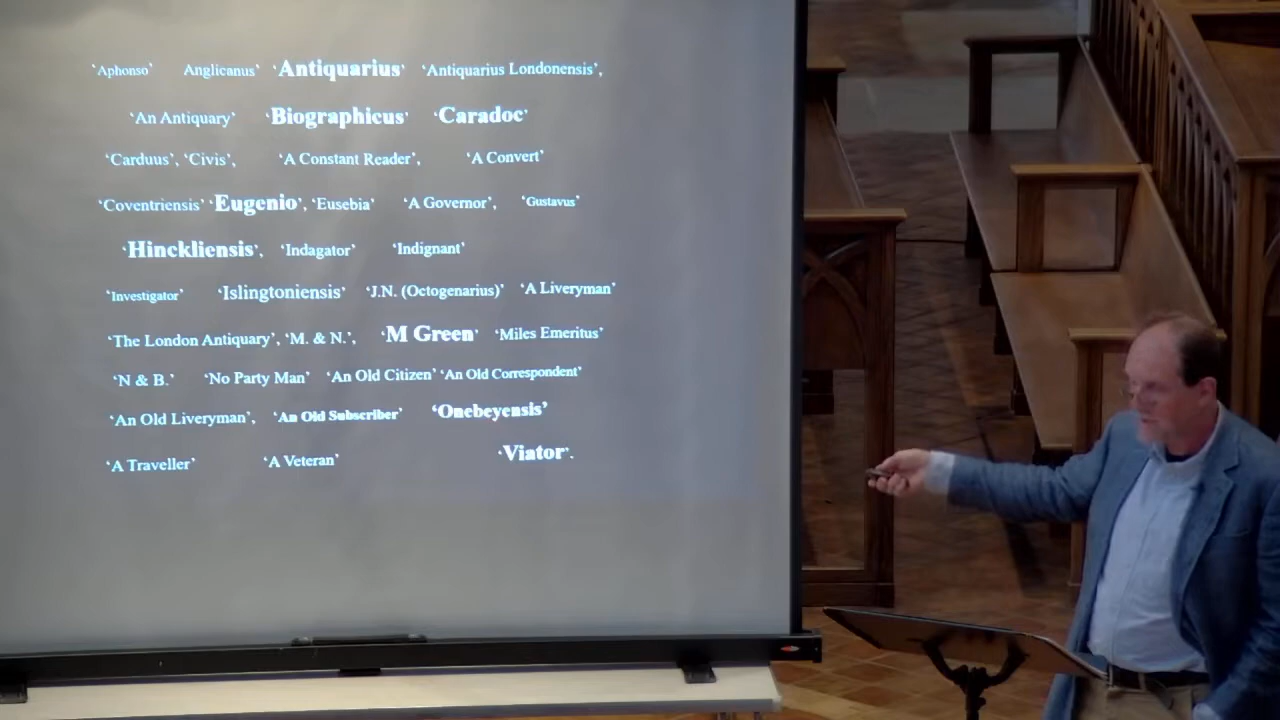 ‘Aphonso’ Anglicanus’ ‘Antiquarius’ ‘Antiquarius Londonensis’,
‘An Antiquary’ ‘Biographicus’ ‘Caradoc’
‘Carduus’, ‘Civis’, ‘A Constant Reader’, ‘A Convert’
‘Coventriensis’ ‘Eugenio’, ‘Eusebia’ ‘A Governor’, ‘Gustavus’
‘Hinckliensis’, ‘Indagator’ ‘Indignant’
‘Investigator’ ‘Islingtoniensis’ ‘J.N. (Octogenarius)’ ‘A Liveryman’
‘The London Antiquary’, ‘M. & N.’, ‘M Green’ ‘Miles Emeritus’
‘N & B.’ ‘No Party Man’ ‘An Old Citizen’ ‘An Old Correspondent’
‘An Old Liveryman’, ‘An Old Subscriber’ ‘Onebeyensis’
‘A Traveller’ ‘A Veteran’ ‘Viator’.